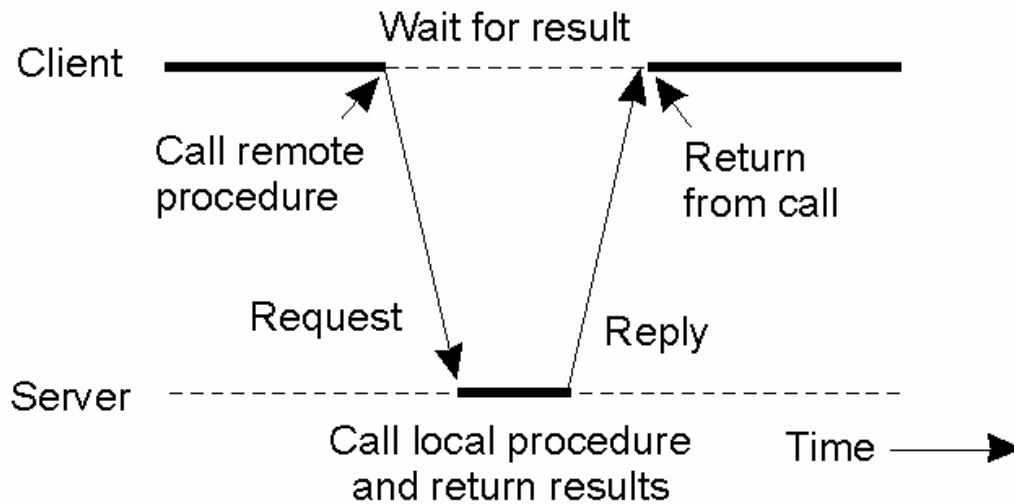 Wait for result
Client
Call remote
procedure
Return
from call
Request
Reply
Server
Call local procedure
and return results
Time